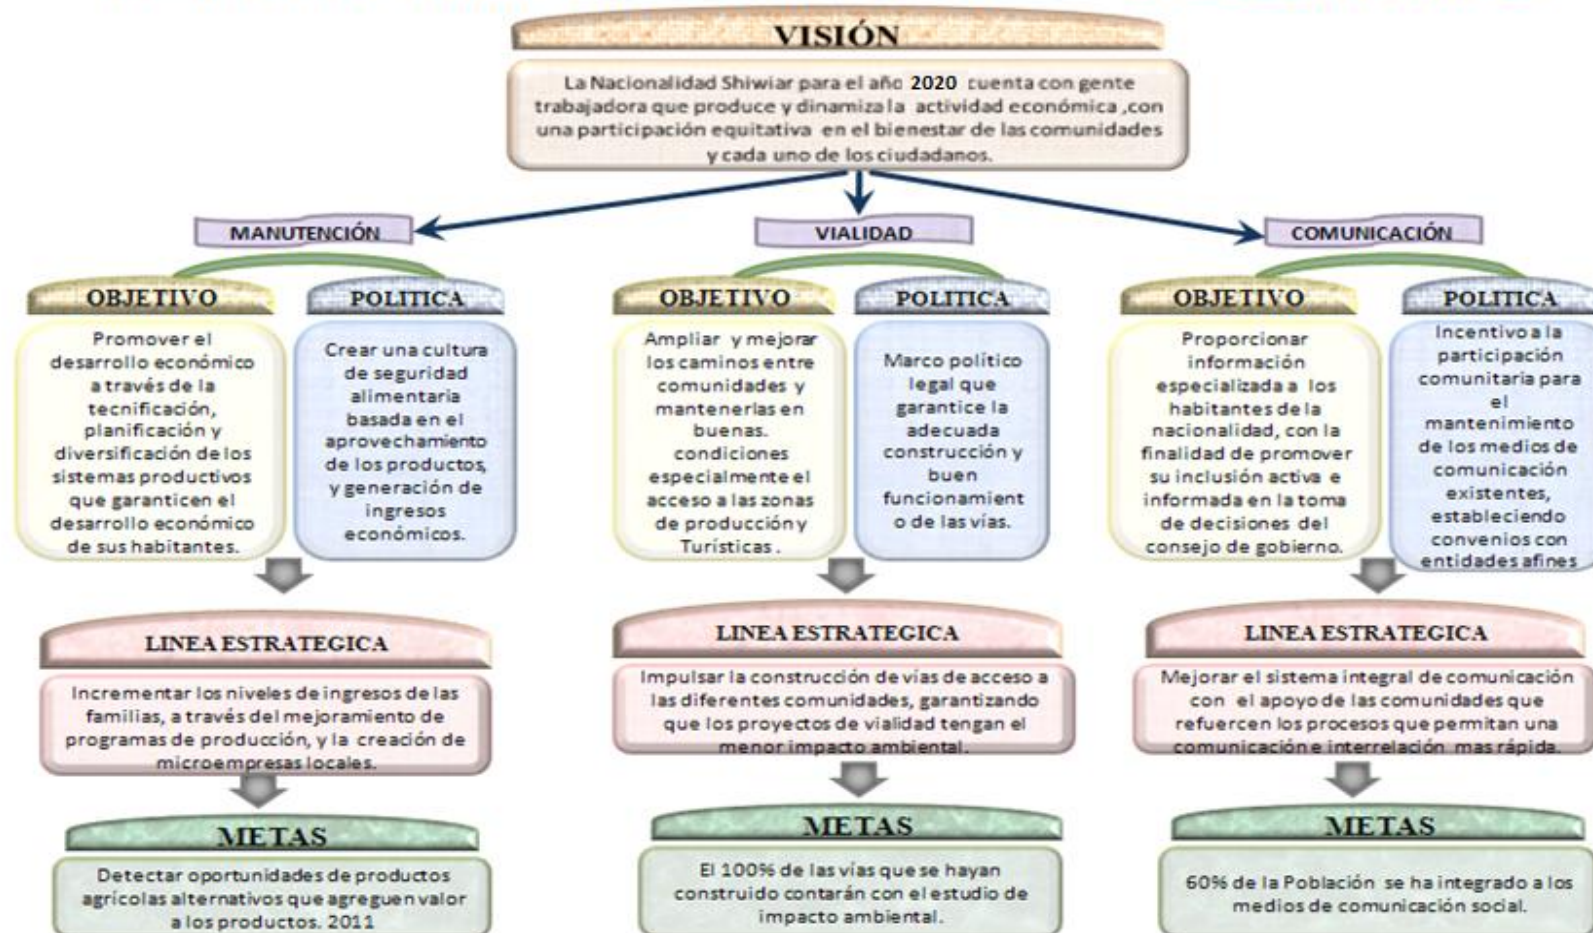 VISIÓN
La Nacionalidad Shiwiar para el año 2020 cuenta con gente
trabajadora que produce y dinamiza la actividad económica ,con
una participación equitativa en el bienestar de las comunidades
y cada uno de los ciudadanos.
MANUTENCIÓN
OBJETIVO
Promover el
desarrollo económico
a través de la
tecnificación,
planificación y
diversificación de los
sistemas productivos
que garanticen el
desarrollo económico
de sus habitantes.
POLITICA
Crear una cultura
de seguridad
alimentaria
basada en el
aprovechamiento
de los productos,
y generación de
ingresos
económicos.
LINEA ESTRATEGICA
Incrementar los niveles de ingresos de las
familias, a través del mejoramiento de
programas de producción, y la creación de
microempresas locales.
METAS
Detectar oportunidades de productos
agrícolas alternativos que agreguen valor
a los productos. 2011
VIALIDAD
OBJETIVO
Ampliar y mejorar
los caminos entre
comunidades y
mantenerlas en
buenas.
condiciones
especialmente el
acceso a las zonas
de producción y
Turísticas .
POLITICA
Marco político
legal que
garantice la
adecuada
construcción y
buen
funcionamient
o de las vías.
LINEA ESTRATEGICA
Impulsar la construcción de vías de acceso a
las diferentes comunidades, garantizando
que los proyectos de vialidad tengan el
menor impacto ambiental.
METAS
El 100% de las vías que se hayan
construido contarán con el estudio de
impacto ambiental.
COMUNICACIÓN
OBJETIVO
Proporcionar
información
especializada a los
habitantes de la
nacionalidad, con la
finalidad de promover
su inclusión activa e
informada en la toma
de decisiones del
consejo de gobierno.
POLITICA
Incentivo a la
participación
comunitaria para
el
mantenimiento
de los medios de
comunicación
existentes,
estableciendo
convenios con
entidades afines
LINEA ESTRATEGICA
Mejorar el sistema integral de comunicación
con el apoyo de las comunidades que
refuercen los procesos que permitan una
comunicación e interrelación mas rápida.
METAS
60% de la Población se ha integrado a los
medios de comunicación social.